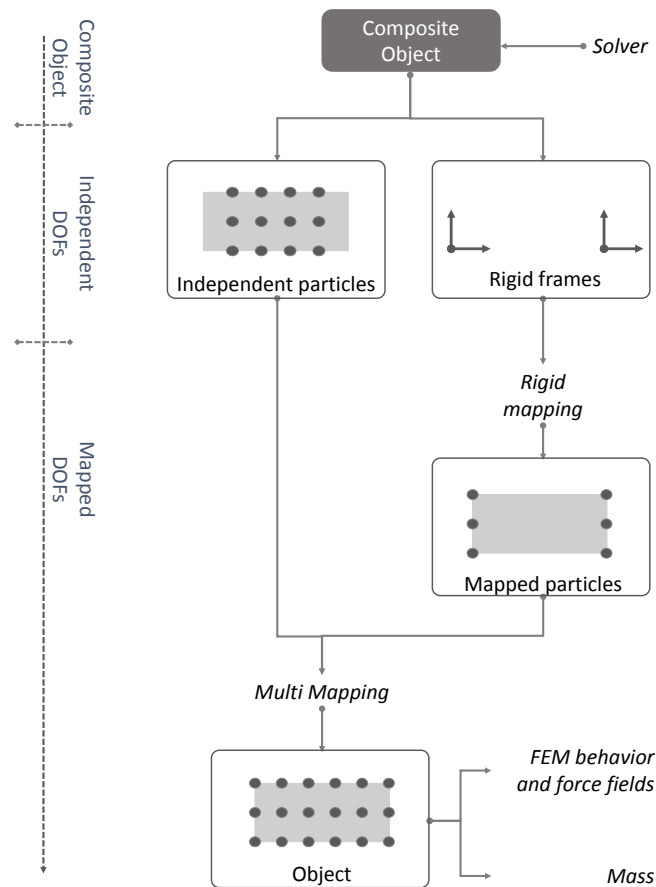 Composite
Object
Solver
Composite
Object
Independent
DOFs
Mapped
DOFs
Independent particles
Rigid frames
Rigid
mapping
Mapped particles
Multi Mapping
Object
FEM behavior
and force fields
Mass